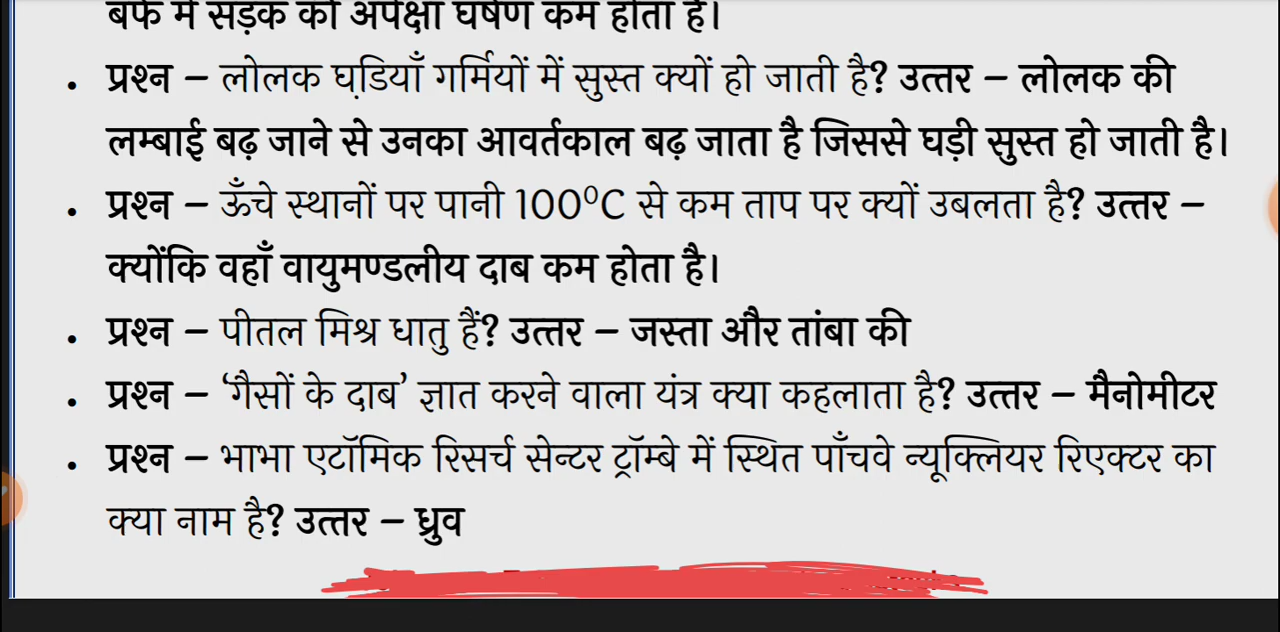 बर्फ में सड़क की अपेक्षा घर्षण कम होता है।
• प्रश्न – लोलक घडि़याँ गर्मियों में सुस्त क्यों हो जाती है? उत्तर – लोलक की
लम्बाई बढ़ जाने से उनका आवर्तकाल बढ़ जाता है जिससे घड़ी सुस्त हो जाती है।
• प्रश्न – ऊँचे स्थानों पर पानी 100⁰C से कम ताप पर क्यों उबलता है? उत्तर –
क्योंकि वहाँ वायुमण्डलीय दाब कम होता है।
• प्रश्न – पीतल मिश्र धातु हैं? उत्तर – जस्ता और तांबा की
• प्रश्न – ‘गैसों के दाब’ ज्ञात करने वाला यंत्र क्या कहलाता है? उत्तर – मैनोमीटर
• प्रश्न – भाभा एटॉमिक रिसर्च सेन्टर ट्रॉम्बे में स्थित पाँचवे न्यूक्लियर रिएक्टर का
क्या नाम है? उत्तर – ध्रुव